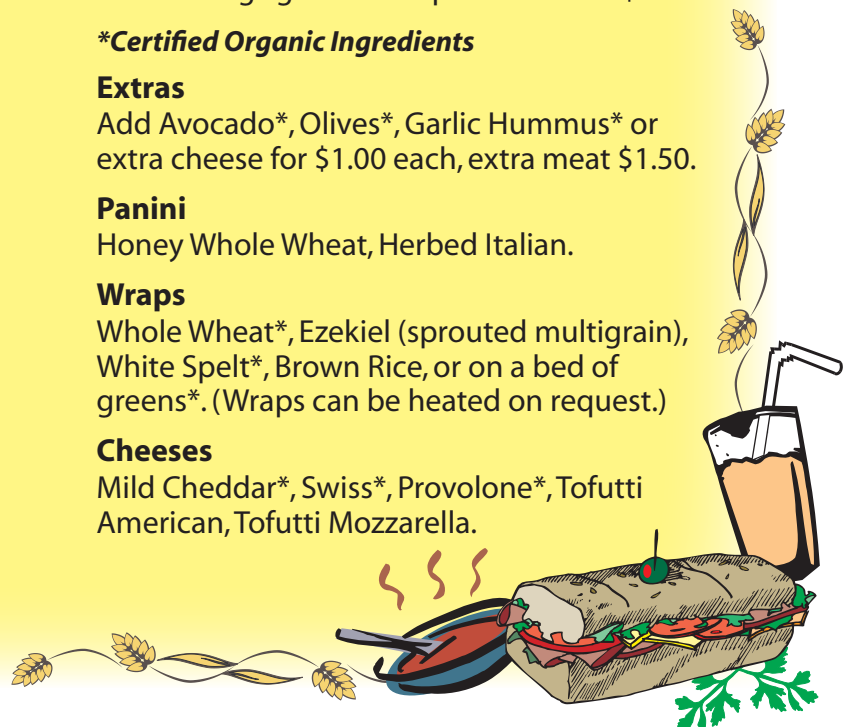 *Certified Organic Ingredients
Extras
Add Avocado*, Olives*, Garlic Hummus* or
extra cheese for $1.00 each, extra meat $1.50.
Panini
Honey Whole Wheat, Herbed Italian.
Wraps
Whole Wheat*, Ezekiel (sprouted multigrain),
White Spelt*, Brown Rice, or on a bed of
greens*. (Wraps can be heated on request.)
Cheeses
Mild Cheddar*, Swiss*, Provolone*, Tofutti
American, Tofutti Mozzarella.